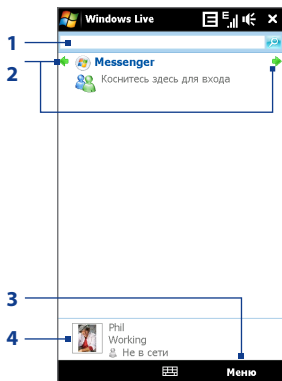 Windows Live
1
2
Messenger
Коснитесь здесь для входа
3
4
Phil
Working
Не в сети
Меню